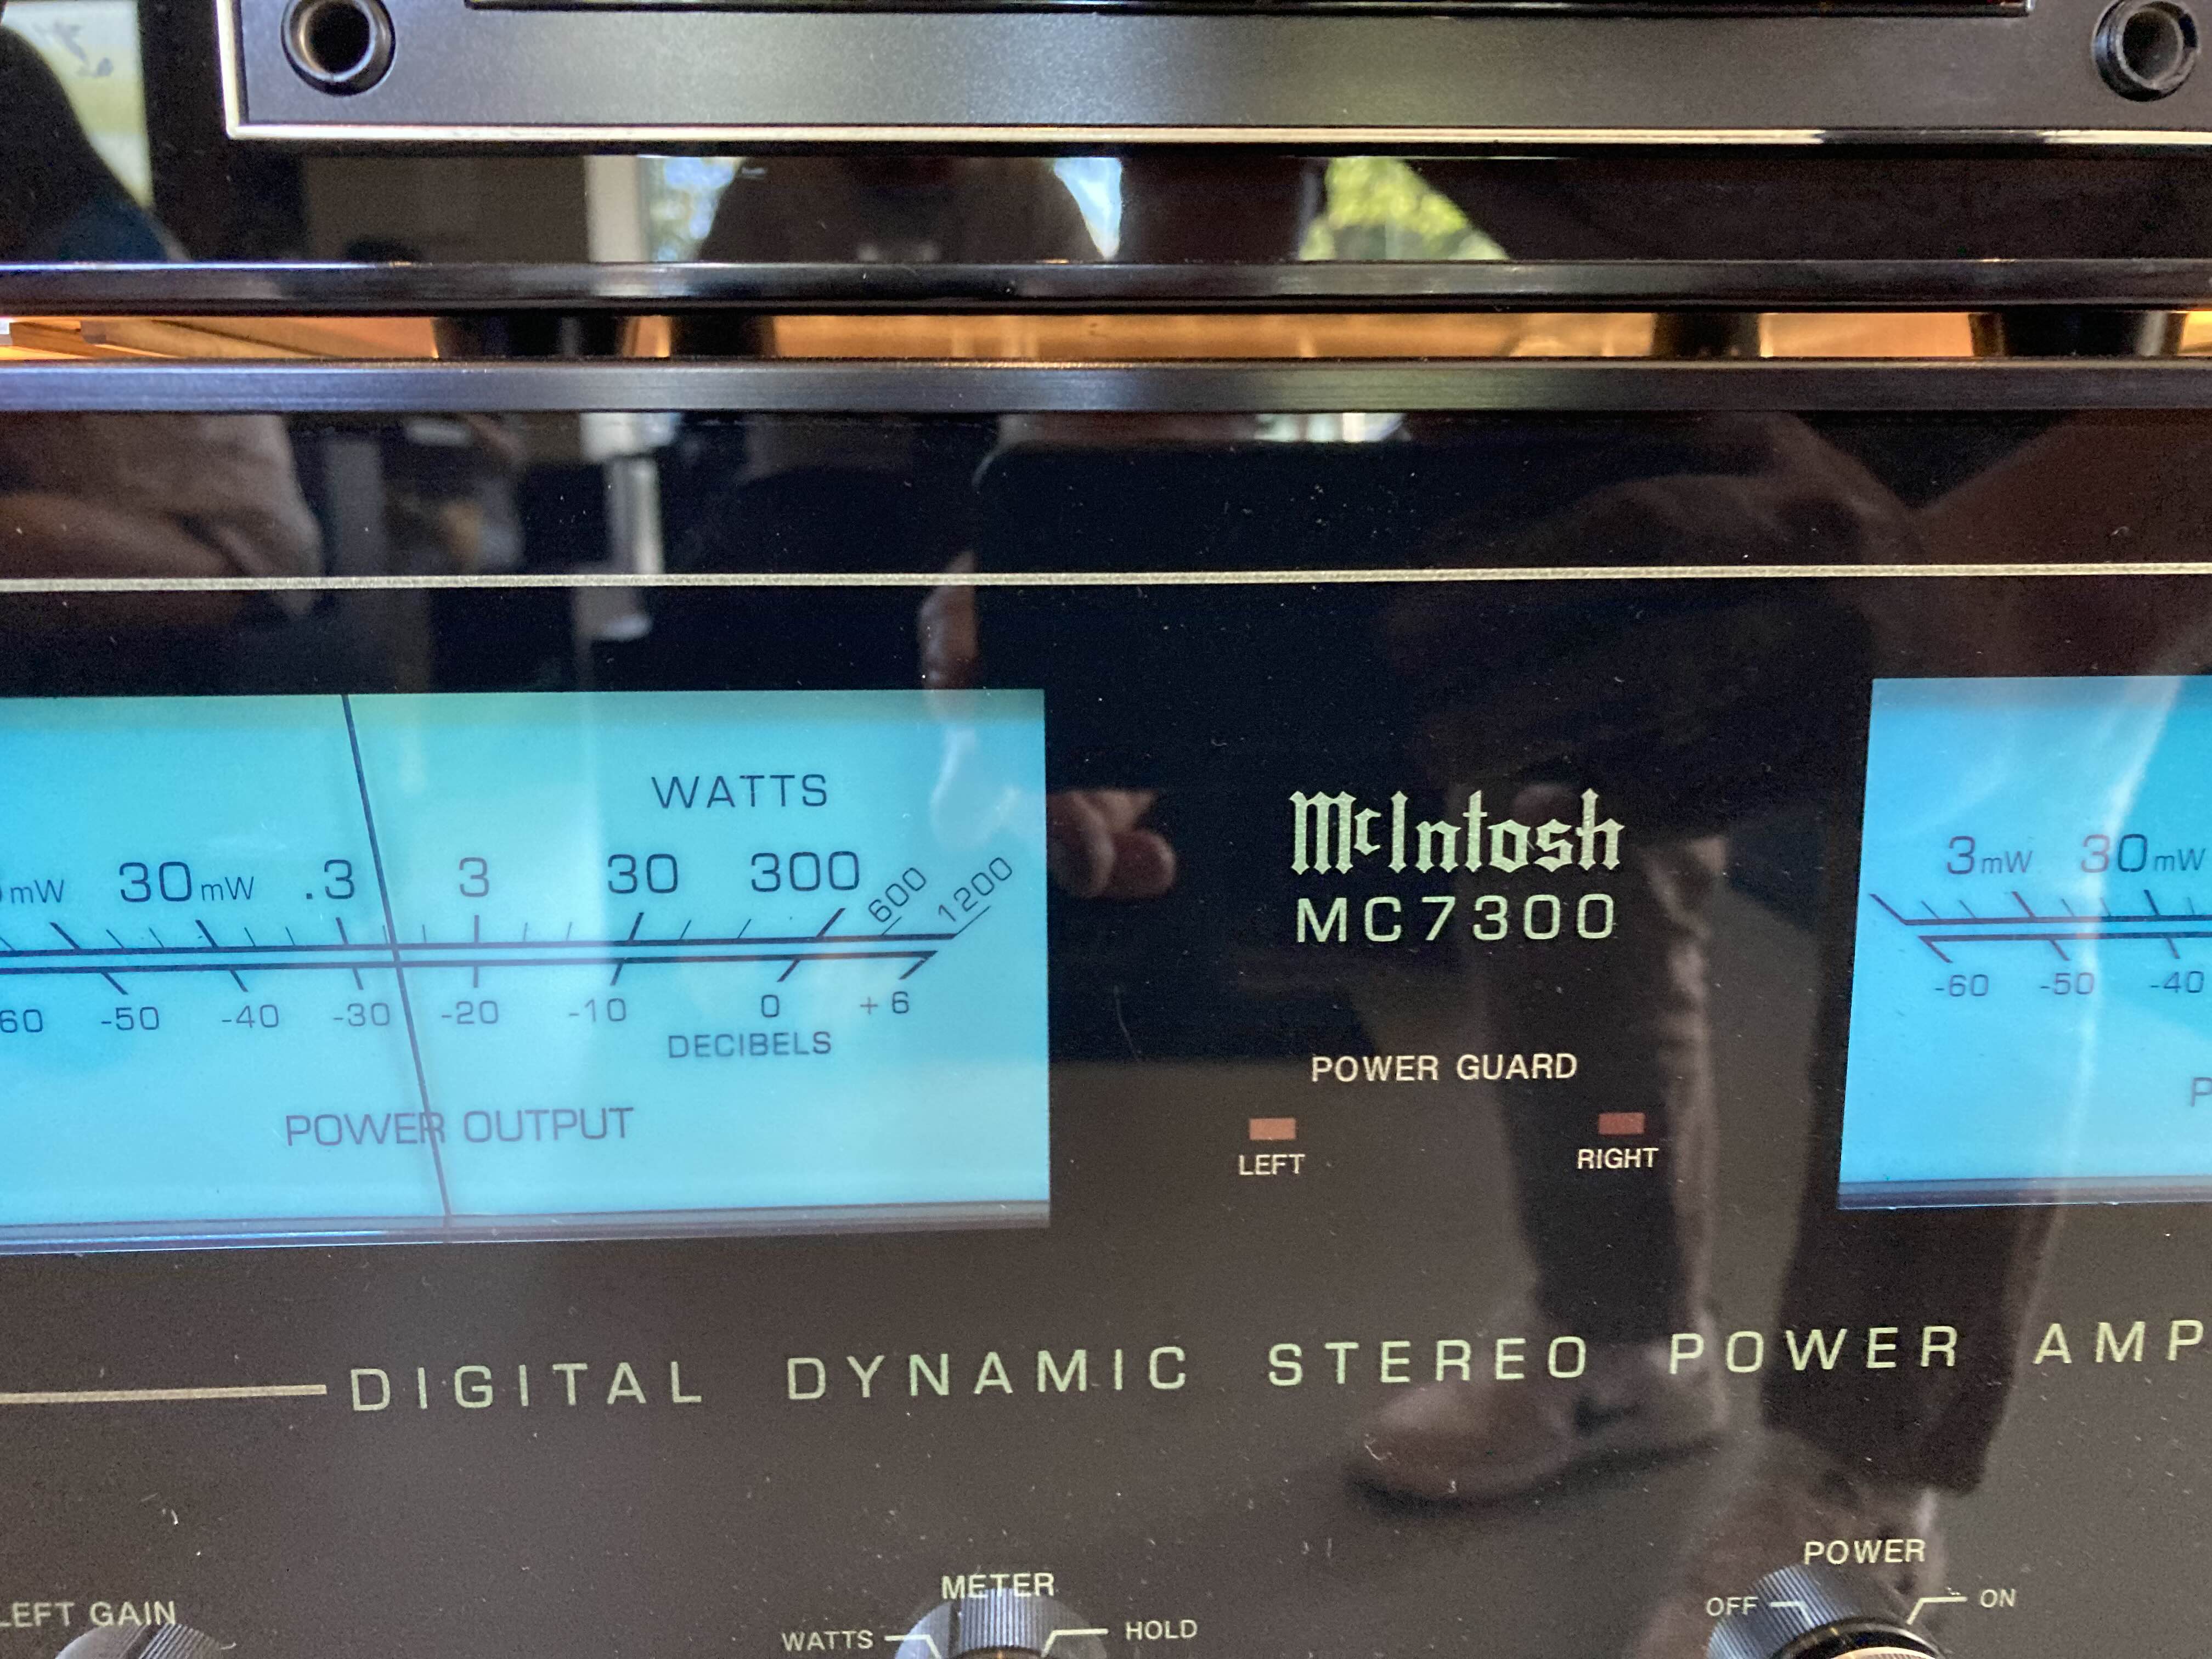 WATTS
30mW .3 3 30 300 600 1200
-50 -40 -30 -20 -10 0 +6
DECIBELS
POWER OUTPUT
McIntosh
MC7300
POWER GUARD
LEFT RIGHT
3mW 30mW
-60 -50 -40
DIGITAL DYNAMIC STEREO POWER AMP
LEFT GAIN
METER
WATTS HOLD
POWER
OFF ON